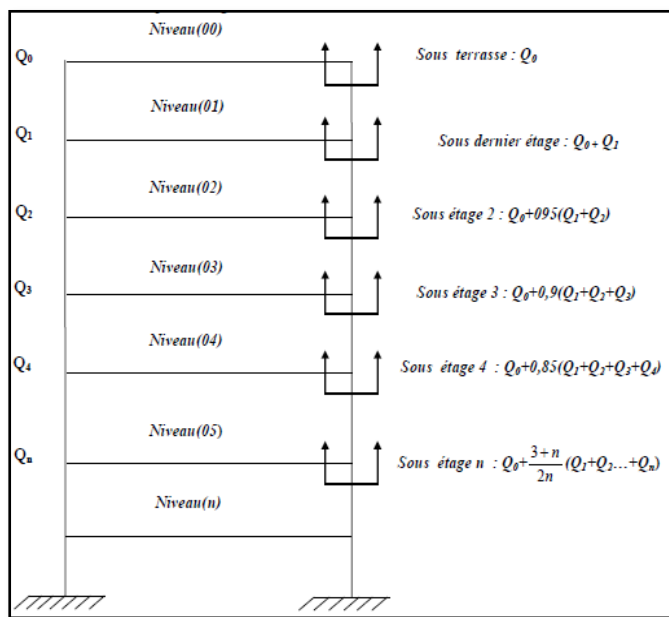 Niveau(00)
Q₀
Sous terrasse : Q₀
Niveau(01)
Q₁
Sous dernier étage : Q₀ + Q₁
Niveau(02)
Q₂
Sous étage 2 : Q₀+095(Q₁+Q₂)
Niveau(03)
Q₃
Sous étage 3 : Q₀+0,9(Q₁+Q₂+Q₃)
Niveau(04)
Q₄
Sous étage 4 : Q₀+0,85(Q₁+Q₂+Q₃+Q₄)
Niveau(05)
Qₙ
Sous étage n : Q₀+\frac{3+n}{2n}(Q₁+Q₂...+Qₙ)
Niveau(n)